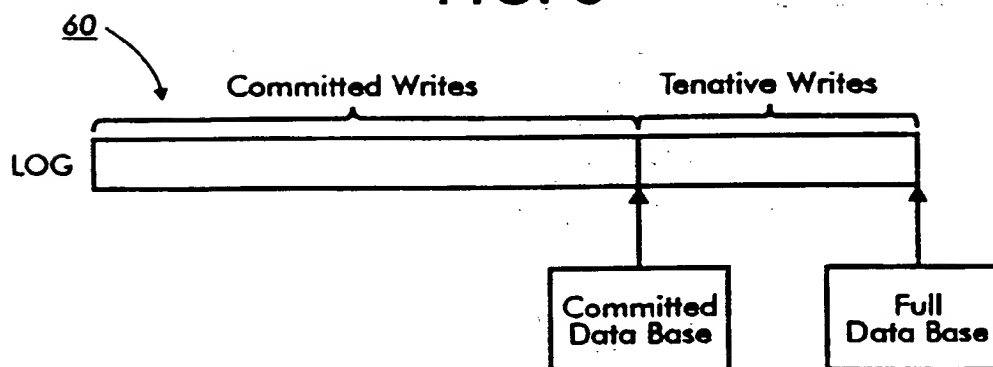 60
Committed Writes
Tenative Writes
LOG
Committed
Data Base
Full
Data Base